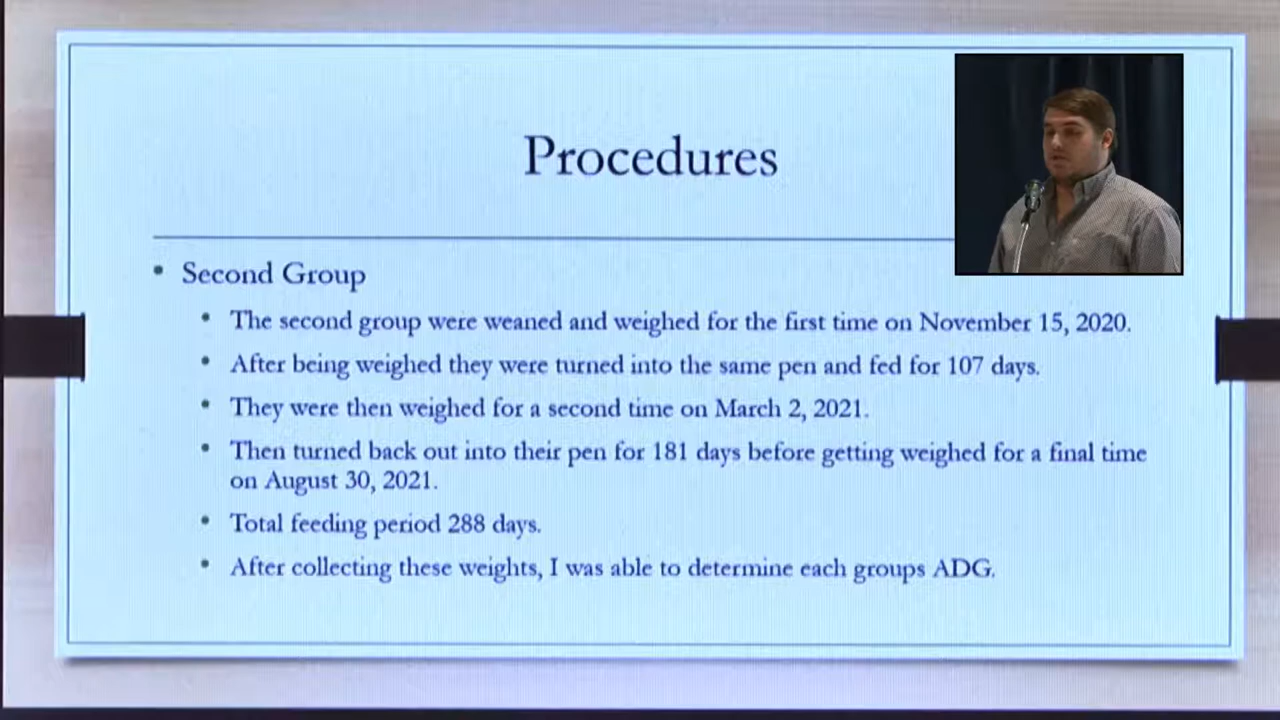 Procedures
• Second Group
• The second group were weaned and weighed for the first time on November 15, 2020.
• After being weighed they were turned into the same pen and fed for 107 days.
• They were then weighed for a second time on March 2, 2021.
• Then turned back out into their pen for 181 days before getting weighed for a final time
on August 30, 2021.
• Total feeding period 288 days.
• After collecting these weights, I was able to determine each groups ADG.